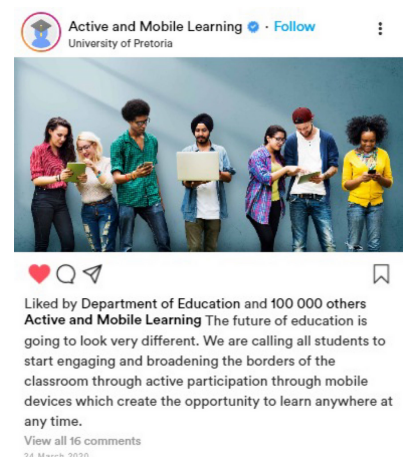 Active and Mobile Learning · Follow
University of Pretoria
Liked by Department of Education and 100 000 others
Active and Mobile Learning The future of education is
going to look very different. We are calling all students to
start engaging and broadening the borders of the
classroom through active participation through mobile
devices which create the opportunity to learn anywhere at
any time.
View all 16 comments
24 March 2020